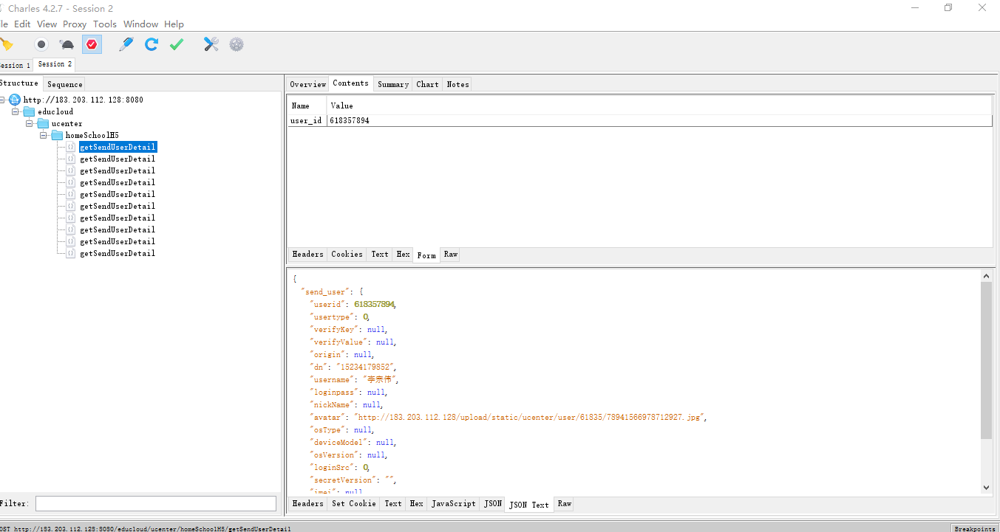 Charles 4.2.7 - Session 2
le Edit View Proxy Tools Window Help
ession 1 Session 2
Structure Sequence
http://183.203.112.128:8080
educloud
ucenter
homeSchoolH5
getSendUserDetail
getSendUserDetail
getSendUserDetail
getSendUserDetail
getSendUserDetail
getSendUserDetail
getSendUserDetail
getSendUserDetail
getSendUserDetail
getSendUserDetail
Filter:
Overview Contents Summary Chart Notes
Name Value
user_id 618357894
Headers Cookies Text Hex Form Raw
{
"send_user": {
"userid": 618357894,
"usertype": 0,
"verifyKey": null,
"verifyValue": null,
"origin": null,
"dn": "15234179852",
"username": "李宗伟",
"loginpass": null,
"nickName": null,
"avatar": "http://183.203.112.128/upload/static/ucenter/user/61835/78941566978712927.jpg",
"osType": null,
"deviceModel": null,
"osVersion": null,
"loginSrc": 0,
"secretVersion": "",
"imei": null
Headers Set Cookie Text Hex JavaScript JSON JSON Text Raw
OST http://183.203.112.128:8080/educloud/ucenter/homeSchoolH5/getSendUserDetail Breakpoints